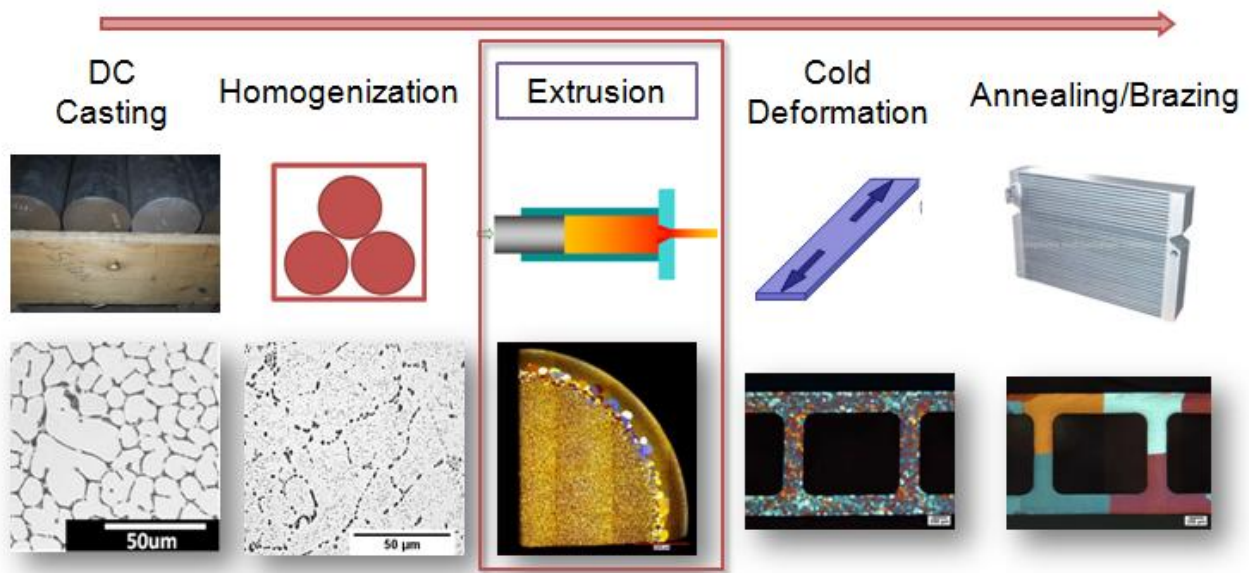 DC
Casting
Homogenization
Extrusion
Cold
Deformation
Annealing/Brazing
50um
50 µm